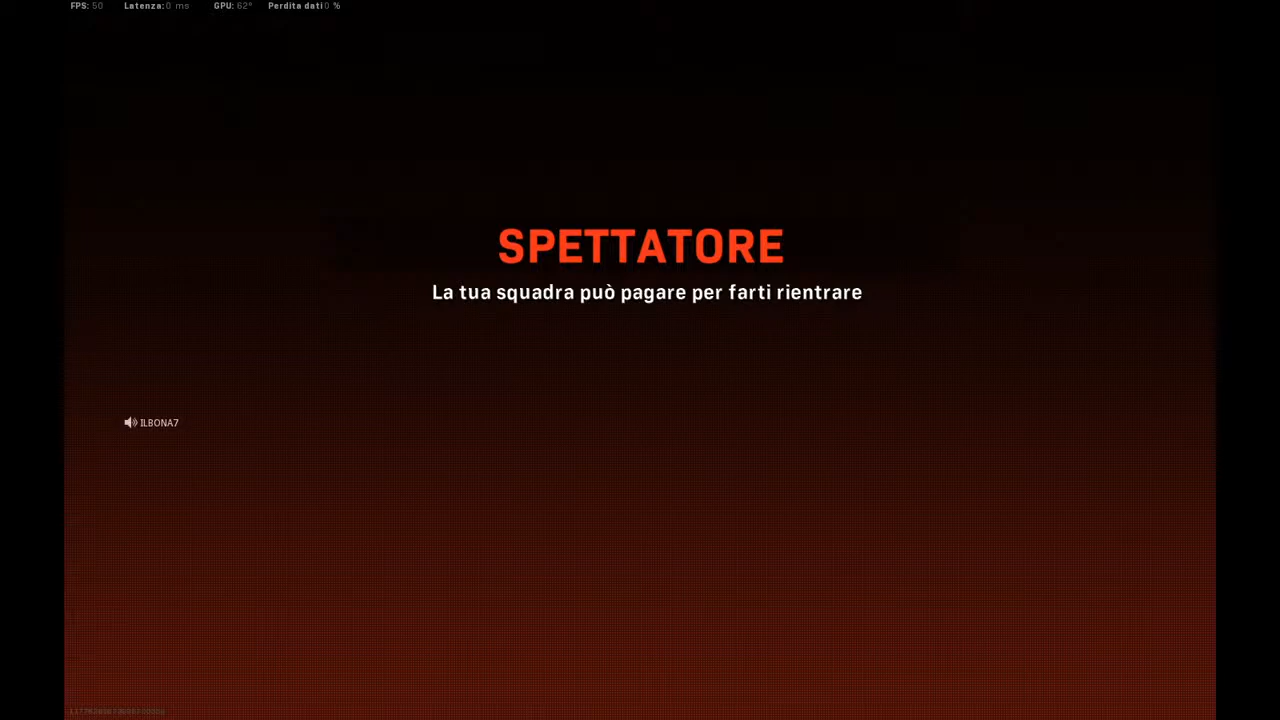 FPS: 50 Latenza: 0 ms GPU: 62° Perdita dati 0 %
SPETTATORE
La tua squadra può pagare per farti rientrare
ILBONA7